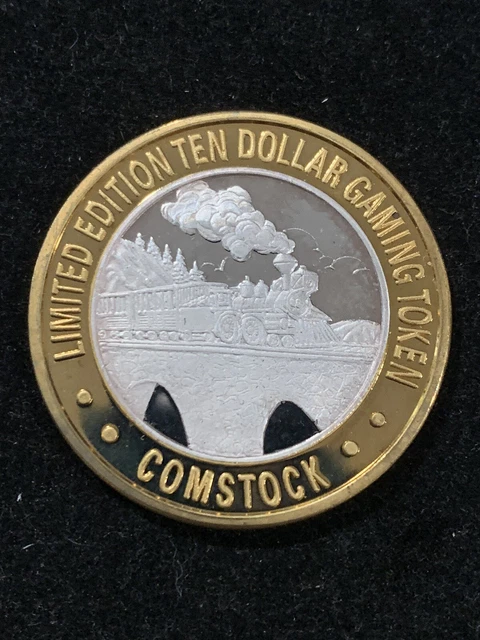 LIMITED EDITION TEN DOLLAR GAMING TOKEN
COMSTOCK